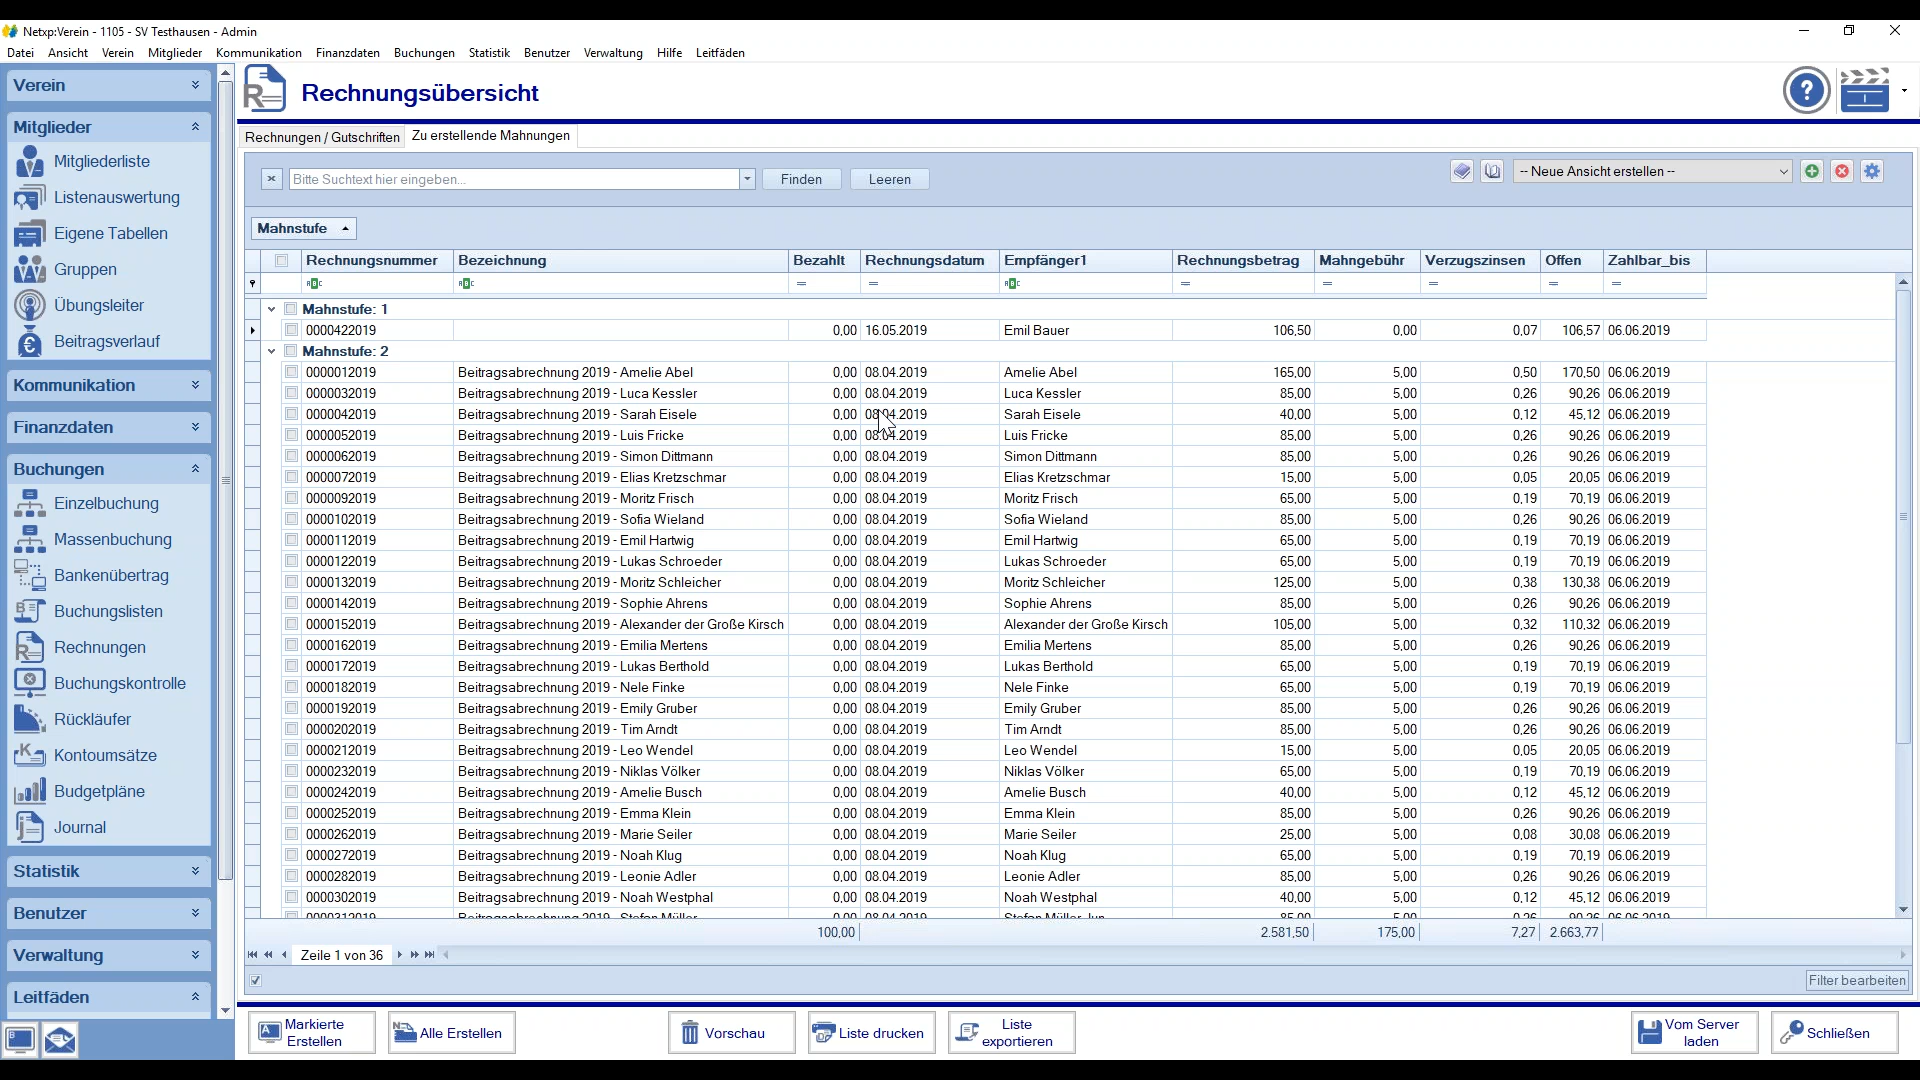 Netxp:Verein - 1105 - SV Testhausen - Admin
Datei Ansicht Verein Mitglieder Kommunikation Finanzdaten Buchungen Statistik Benutzer Verwaltung Hilfe Leitfäden
Verein
Mitglieder
Mitgliederliste
Listenauswertung
Eigene Tabellen
Gruppen
Übungsleiter
Beitragsverlauf
Kommunikation
Finanzdaten
Buchungen
Einzelbuchung
Massenbuchung
Bankenübertrag
Buchungslisten
Rechnungen
Buchungskontrolle
Rückläufer
Kontoumsätze
Budgetpläne
Journal
Statistik
Benutzer
Verwaltung
Leitfäden
Rechnungsübersicht
Rechnungen / Gutschriften Zu erstellende Mahnungen
Bitte Suchtext hier eingeben... Finden Leeren -- Neue Ansicht erstellen --
Mahnstufe
Rechnungsnummer Bezeichnung Bezahlt Rechnungsdatum Empfänger1 Rechnungsbetrag Mahngebühr Verzugszinsen Offen Zahlbar_bis
Mahnstufe: 1
0000422019 0,00 16.05.2019 Emil Bauer 106,50 0,00 0,07 106,57 06.06.2019
Mahnstufe: 2
0000012019 Beitragsabrechnung 2019 - Amelie Abel 0,00 08.04.2019 Amelie Abel 165,00 5,00 0,50 170,50 06.06.2019
0000032019 Beitragsabrechnung 2019 - Luca Kessler 0,00 08.04.2019 Luca Kessler 85,00 5,00 0,26 90,26 06.06.2019
0000042019 Beitragsabrechnung 2019 - Sarah Eisele 0,00 08.04.2019 Sarah Eisele 40,00 5,00 0,12 45,12 06.06.2019
0000052019 Beitragsabrechnung 2019 - Luis Fricke 0,00 08.04.2019 Luis Fricke 85,00 5,00 0,26 90,26 06.06.2019
0000062019 Beitragsabrechnung 2019 - Simon Dittmann 0,00 08.04.2019 Simon Dittmann 85,00 5,00 0,26 90,26 06.06.2019
0000072019 Beitragsabrechnung 2019 - Elias Kretzschmar 0,00 08.04.2019 Elias Kretzschmar 15,00 5,00 0,05 20,05 06.06.2019
0000092019 Beitragsabrechnung 2019 - Moritz Frisch 0,00 08.04.2019 Moritz Frisch 65,00 5,00 0,19 70,19 06.06.2019
0000102019 Beitragsabrechnung 2019 - Sofia Wieland 0,00 08.04.2019 Sofia Wieland 85,00 5,00 0,26 90,26 06.06.2019
0000112019 Beitragsabrechnung 2019 - Emil Hartwig 0,00 08.04.2019 Emil Hartwig 65,00 5,00 0,19 70,19 06.06.2019
0000122019 Beitragsabrechnung 2019 - Lukas Schroeder 0,00 08.04.2019 Lukas Schroeder 65,00 5,00 0,19 70,19 06.06.2019
0000132019 Beitragsabrechnung 2019 - Moritz Schleicher 0,00 08.04.2019 Moritz Schleicher 125,00 5,00 0,38 130,38 06.06.2019
0000142019 Beitragsabrechnung 2019 - Sophie Ahrens 0,00 08.04.2019 Sophie Ahrens 85,00 5,00 0,26 90,26 06.06.2019
0000152019 Beitragsabrechnung 2019 - Alexander der Große Kirsch 0,00 08.04.2019 Alexander der Große Kirsch 105,00 5,00 0,32 110,32 06.06.2019
0000162019 Beitragsabrechnung 2019 - Emilia Mertens 0,00 08.04.2019 Emilia Mertens 85,00 5,00 0,26 90,26 06.06.2019
0000172019 Beitragsabrechnung 2019 - Lukas Berthold 0,00 08.04.2019 Lukas Berthold 65,00 5,00 0,19 70,19 06.06.2019
0000182019 Beitragsabrechnung 2019 - Nele Finke 0,00 08.04.2019 Nele Finke 65,00 5,00 0,19 70,19 06.06.2019
0000192019 Beitragsabrechnung 2019 - Emily Gruber 0,00 08.04.2019 Emily Gruber 85,00 5,00 0,26 90,26 06.06.2019
0000202019 Beitragsabrechnung 2019 - Tim Arndt 0,00 08.04.2019 Tim Arndt 85,00 5,00 0,26 90,26 06.06.2019
0000212019 Beitragsabrechnung 2019 - Leo Wendel 0,00 08.04.2019 Leo Wendel 15,00 5,00 0,05 20,05 06.06.2019
0000232019 Beitragsabrechnung 2019 - Niklas Völker 0,00 08.04.2019 Niklas Völker 65,00 5,00 0,19 70,19 06.06.2019
0000242019 Beitragsabrechnung 2019 - Amelie Busch 0,00 08.04.2019 Amelie Busch 40,00 5,00 0,12 45,12 06.06.2019
0000252019 Beitragsabrechnung 2019 - Emma Klein 0,00 08.04.2019 Emma Klein 85,00 5,00 0,26 90,26 06.06.2019
0000262019 Beitragsabrechnung 2019 - Marie Seiler 0,00 08.04.2019 Marie Seiler 25,00 5,00 0,08 30,08 06.06.2019
0000272019 Beitragsabrechnung 2019 - Noah Klug 0,00 08.04.2019 Noah Klug 65,00 5,00 0,19 70,19 06.06.2019
0000282019 Beitragsabrechnung 2019 - Leonie Adler 0,00 08.04.2019 Leonie Adler 85,00 5,00 0,26 90,26 06.06.2019
0000302019 Beitragsabrechnung 2019 - Noah Westphal 0,00 08.04.2019 Noah Westphal 40,00 5,00 0,12 45,12 06.06.2019
0000312019 Beitragsabrechnung 2019 - Stefan Müller 0,00 08.04.2019 Stefan Müller 85,00 5,00 0,26 90,26 06.06.2019
100,00 2.581,50 175,00 7,27 2.663,77
Zeile 1 von 36
Filter bearbeiten
Markierte Erstellen
Alle Erstellen
Vorschau
Liste drucken
Liste exportieren
Vom Server laden
Schließen